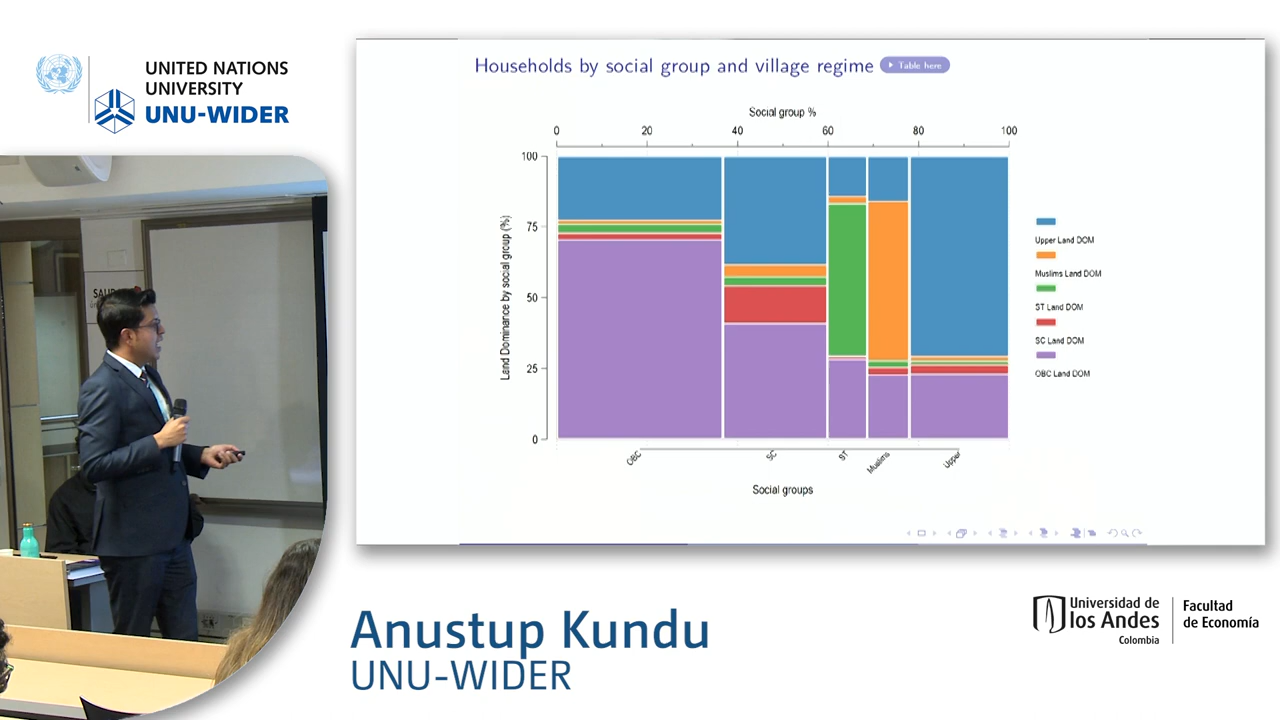 UNITED NATIONS
UNIVERSITY
UNU-WIDER
Households by social group and village regime
Table here
Social group %
0 20 40 60 80 100
Land Dominance by social group (%)
100
75
50
25
0
Upper Land DOM
Muslims Land DOM
ST Land DOM
SC Land DOM
OBC Land DOM
OBC SC ST Muslims Upper
Social groups
Anustup Kundu
UNU-WIDER
Universidad de
los Andes
Colombia
Facultad
de Economía